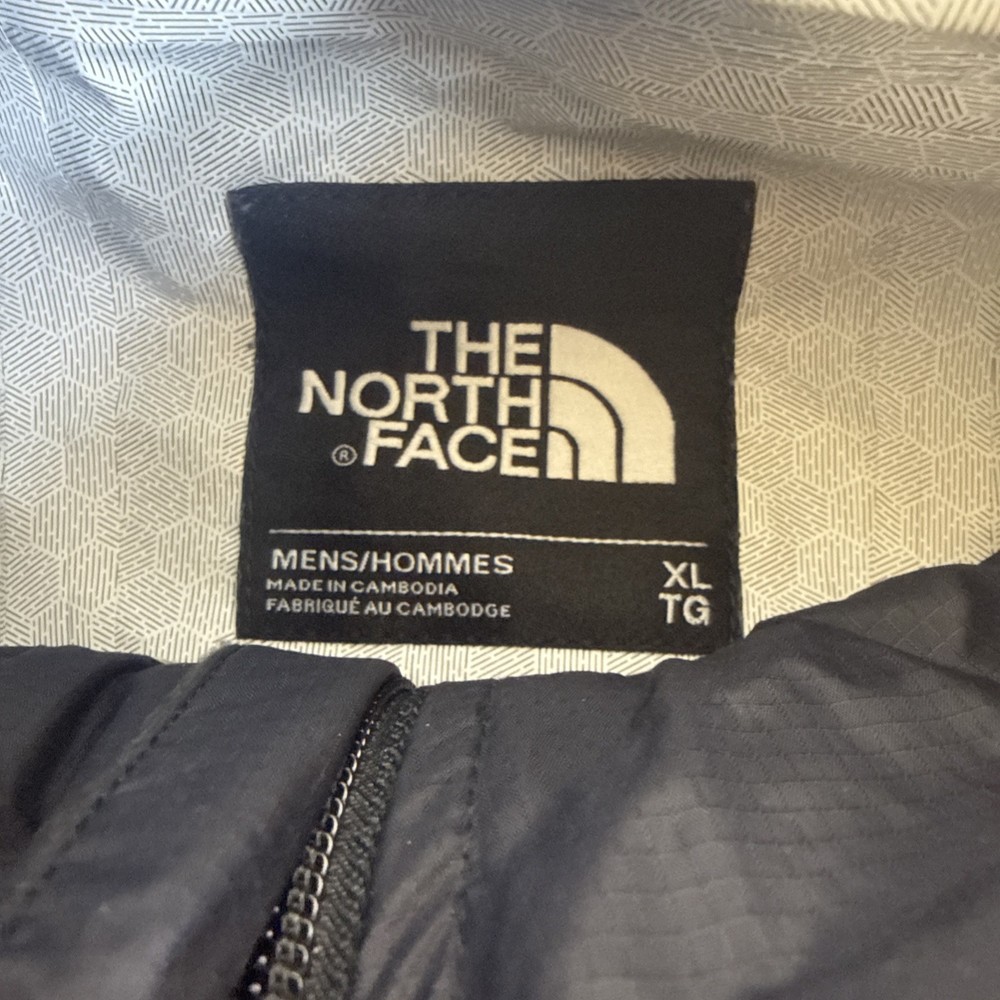 THE
NORTH
® FACE
MENS/HOMMES
MADE IN CAMBODIA
FABRIQUÉ AU CAMBODGE
XL
TG